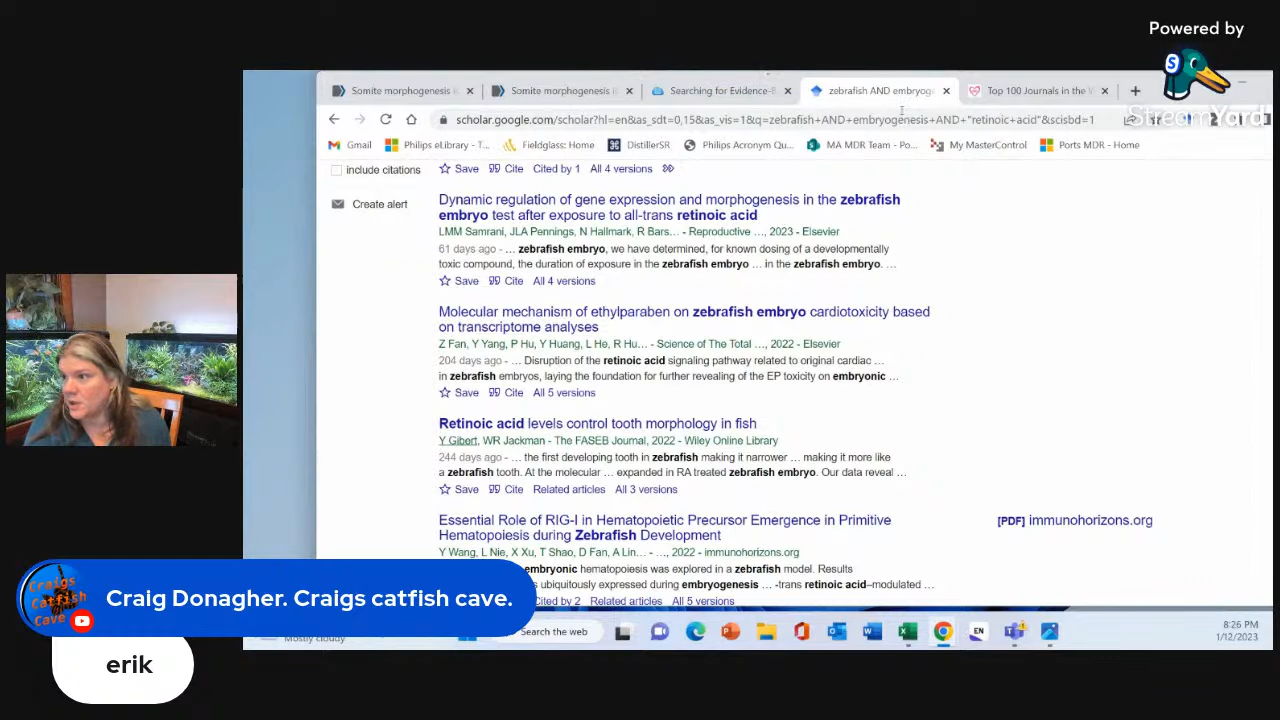 Powered by
S
StreamYard
Somite morphogenesis i
Somite morphogenesis i
Searching for Evidence-B
zebrafish AND embryoge
Top 100 Journals in the
scholar.google.com/scholar?hl=en&as_sdt=0,15&as_vis=1&q=zebrafish+AND+embryogenesis+AND+"retinoic+acid"&scisbd=1
Gmail
Philips eLibrary - T...
Fieldglass: Home
DistillerSR
Philips Acronym Qu...
MA MDR Team - Po...
My MasterControl
Ports MDR - Home
include citations
Create alert
Save Cite Cited by 1 All 4 versions
Dynamic regulation of gene expression and morphogenesis in the zebrafish
embryo test after exposure to all-trans retinoic acid
LMM Samrani, JLA Pennings, N Hallmark, R Bars... - Reproductive ..., 2023 - Elsevier
61 days ago - ... zebrafish embryo, we have determined, for known dosing of a developmentally
toxic compound, the duration of exposure in the zebrafish embryo ... in the zebrafish embryo. ...
Save Cite All 4 versions
Molecular mechanism of ethylparaben on zebrafish embryo cardiotoxicity based
on transcriptome analyses
Z Fan, Y Yang, P Hu, Y Huang, L He, R Hu... - Science of The Total ..., 2022 - Elsevier
204 days ago - ... Disruption of the retinoic acid signaling pathway related to original cardiac ...
in zebrafish embryos, laying the foundation for further revealing of the EP toxicity on embryonic ...
Save Cite All 5 versions
Retinoic acid levels control tooth morphology in fish
Y Gibert, WR Jackman - The FASEB Journal, 2022 - Wiley Online Library
244 days ago - ... the first developing tooth in zebrafish making it narrower ... making it more like
a zebrafish tooth. At the molecular ... expanded in RA treated zebrafish embryo. Our data reveal ...
Save Cite Related articles All 3 versions
Essential Role of RIG-I in Hematopoietic Precursor Emergence in Primitive
Hematopoiesis during Zebrafish Development
[PDF] immunohorizons.org
Y Wang, L Nie, X Xu, T Shao, D Fan, A Lin... - ..., 2022 - immunohorizons.org
embryonic hematopoiesis was explored in a zebrafish model. Results
ubiquitously expressed during embryogenesis ... -trans retinoic acid–modulated ...
Cited by 2 Related articles All 5 versions
Craigs
Catfish
Cave
Craig Donagher. Craigs catfish cave.
erik
Mostly cloudy
Search the web
EN
8:26 PM
1/12/2023